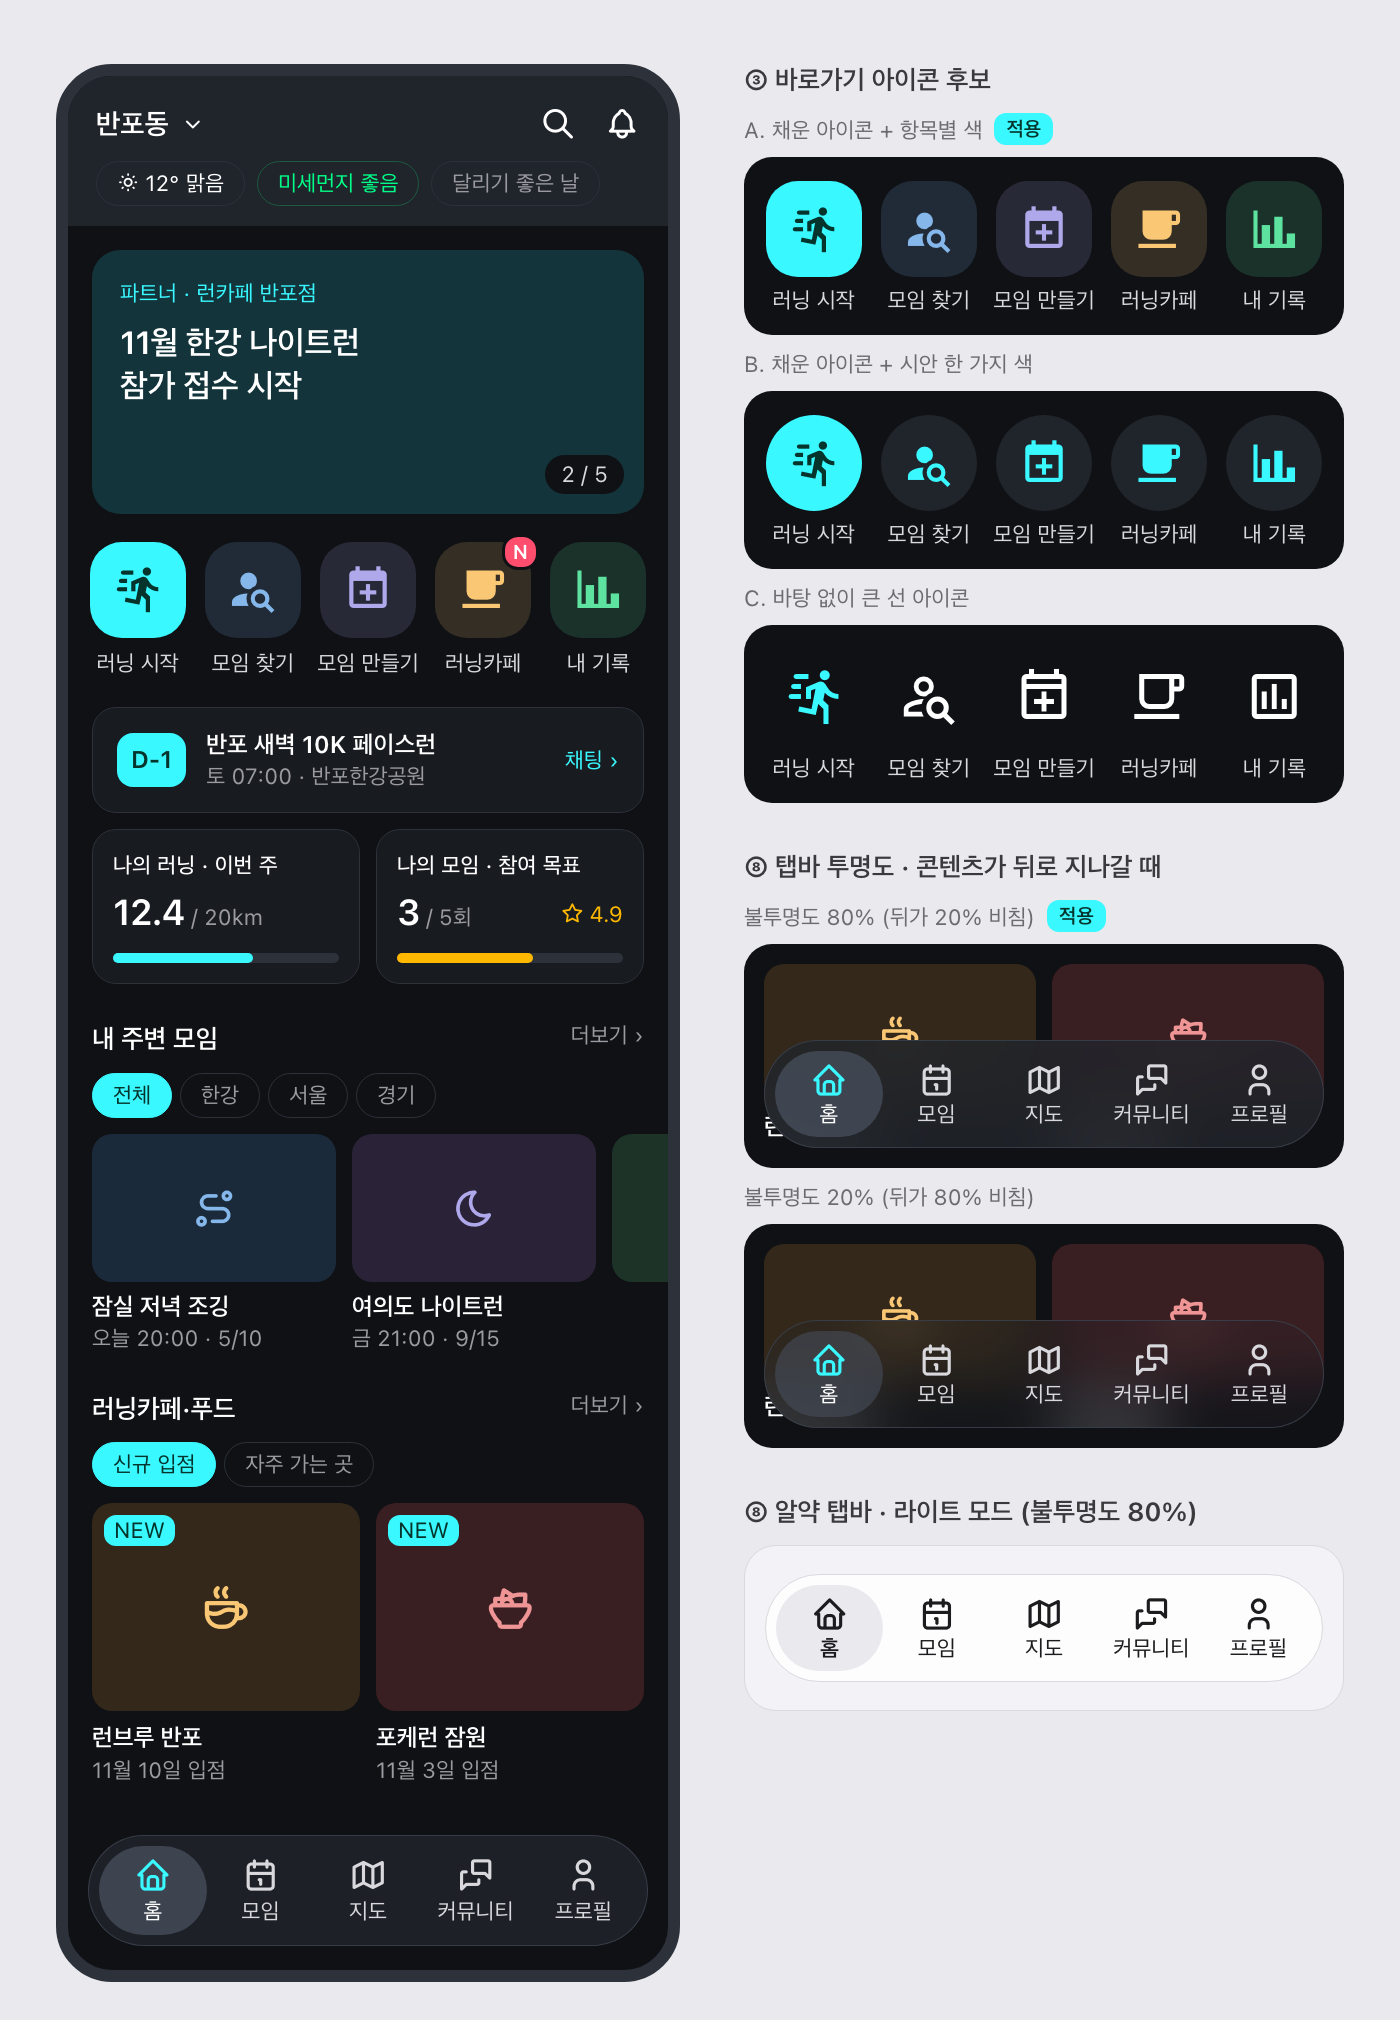 반포동
12° 맑음 미세먼지 좋음 달리기 좋은 날
파트너 · 런카페 반포점
11월 한강 나이트런
참가 접수 시작
2 / 5
N
러닝 시작 모임 찾기 모임 만들기 러닝카페 내 기록
D-1 반포 새벽 10K 페이스런
토 07:00 · 반포한강공원
채팅 ›
나의 러닝 · 이번 주
12.4 / 20km
나의 모임 · 참여 목표
3 / 5회 4.9
내 주변 모임 더보기 ›
전체 한강 서울 경기
잠실 저녁 조깅
오늘 20:00 · 5/10
여의도 나이트런
금 21:00 · 9/15
러닝카페·푸드 더보기 ›
신규 입점 자주 가는 곳
NEW NEW
런브루 반포
11월 10일 입점
포케런 잠원
11월 3일 입점
홈 모임 지도 커뮤니티 프로필
③ 바로가기 아이콘 후보
A. 채운 아이콘 + 항목별 색 적용
러닝 시작 모임 찾기 모임 만들기 러닝카페 내 기록
B. 채운 아이콘 + 시안 한 가지 색
러닝 시작 모임 찾기 모임 만들기 러닝카페 내 기록
C. 바탕 없이 큰 선 아이콘
러닝 시작 모임 찾기 모임 만들기 러닝카페 내 기록
⑧ 탭바 투명도 · 콘텐츠가 뒤로 지나갈 때
불투명도 80% (뒤가 20% 비침) 적용
홈 모임 지도 커뮤니티 프로필
불투명도 20% (뒤가 80% 비침)
홈 모임 지도 커뮤니티 프로필
⑧ 알약 탭바 · 라이트 모드 (불투명도 80%)
홈 모임 지도 커뮤니티 프로필